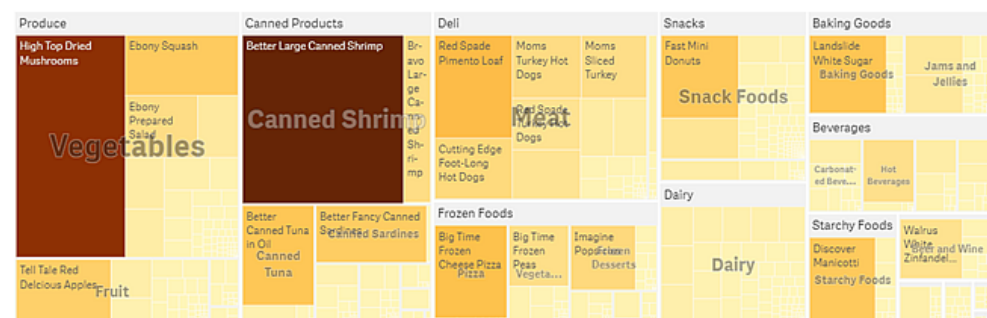 Produce
High Top Dried
Mushrooms
Ebony Squash
Ebony
Prepared
Salad
Vegetables
Tell Tale Red
Delcious Apples
Fruit
Canned Products
Better Large Canned Shrimp
Br-
avo
Lar-
ge
Ca-
nn-
ed
Sh-
ri-
mp
Canned Shrimp
Better
Canned Tuna
in Oil
Canned
Tuna
Better Fancy Canned
Sardines
Canned Sardines
Deli
Red Spade
Pimento Loaf
Moms
Turkey Hot
Dogs
Moms
Sliced
Turkey
Red Spade
Turkey Hot
Dogs
Meat
Cutting Edge
Foot-Long
Hot Dogs
Frozen Foods
Big Time
Frozen
Cheese Pizza
Pizza
Big Time
Frozen
Peas
Vegeta...
Imagine
Popsicles
Frozen
Desserts
Snacks
Fast Mini
Donuts
Snack Foods
Dairy
Dairy
Baking Goods
Landslide
White Sugar
Baking Goods
Jams and
Jellies
Beverages
Carbonat-
ed Beve...
Hot
Beverages
Starchy Foods
Discover
Manicotti
Starchy Foods
Walrus
White
Zinfandel...
Beer and Wine